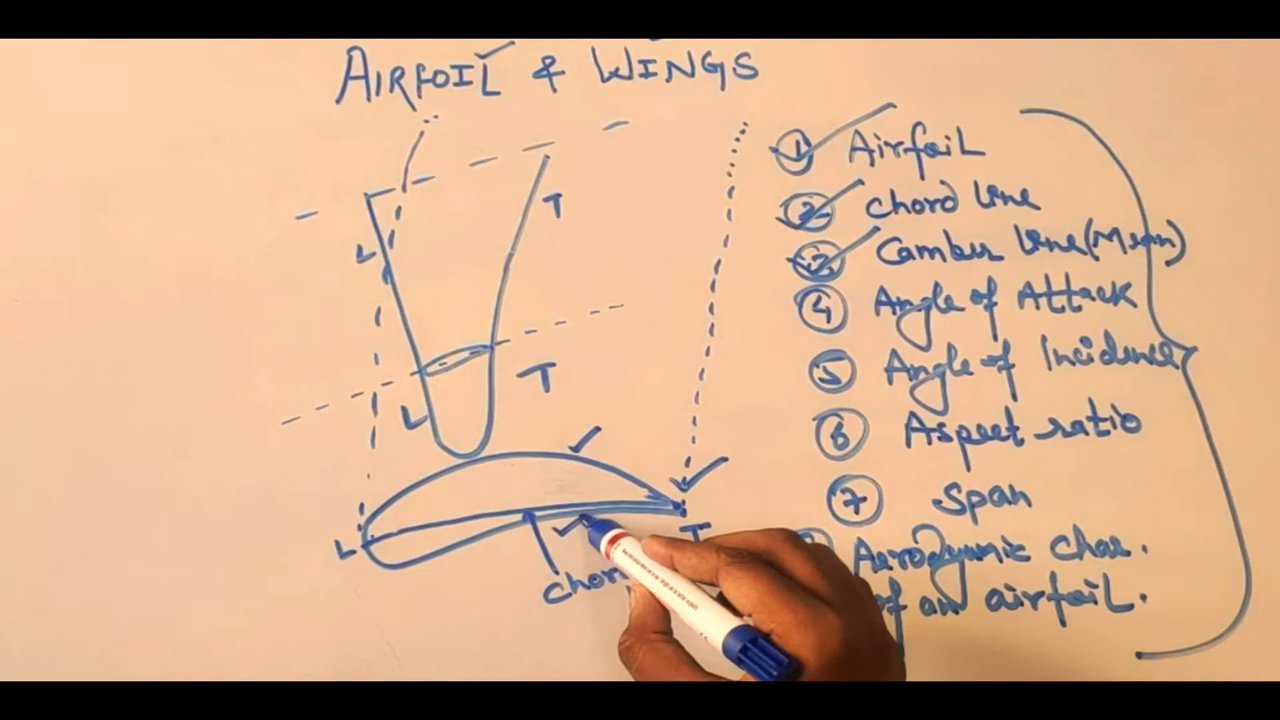 AIRFOIL & WINGS
L
T
L
T
L
T
chor
① Airfoil
② chord line
③ Camber line (Mean)
④ Angle of Attack
⑤ Angle of Incidence
⑥ Aspect ratio
⑦ Span
Aerodynamic char.
of an airfoil.